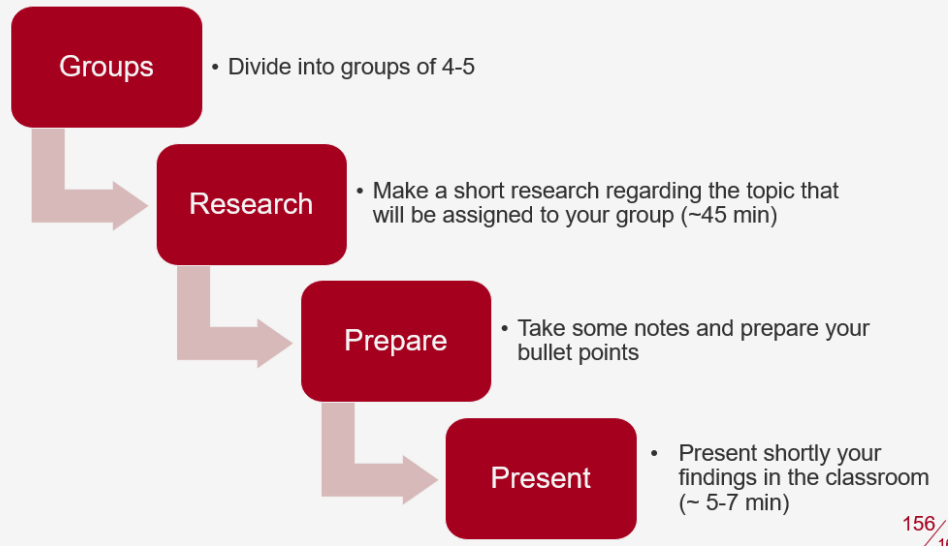 Groups
• Divide into groups of 4-5
Research
• Make a short research regarding the topic that
will be assigned to your group (~45 min)
Prepare
• Take some notes and prepare your
bullet points
Present
• Present shortly your
findings in the classroom
(~ 5-7 min)
156/